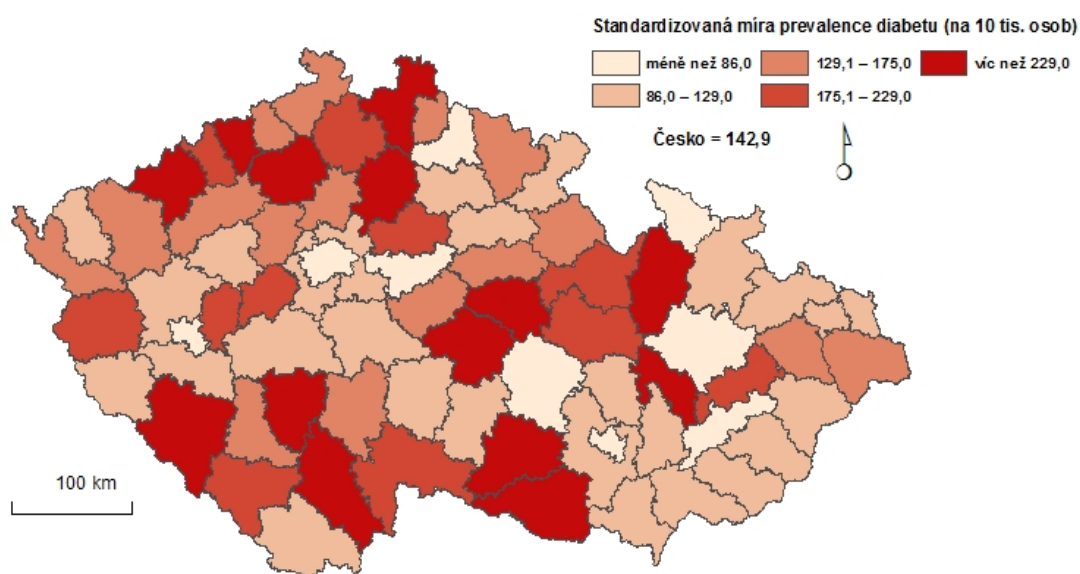 Standardizovaná míra prevalence diabetu (na 10 tis. osob)
méně než 86,0
129,1 – 175,0
víc než 229,0
86,0 – 129,0
175,1 – 229,0
Česko = 142,9
100 km